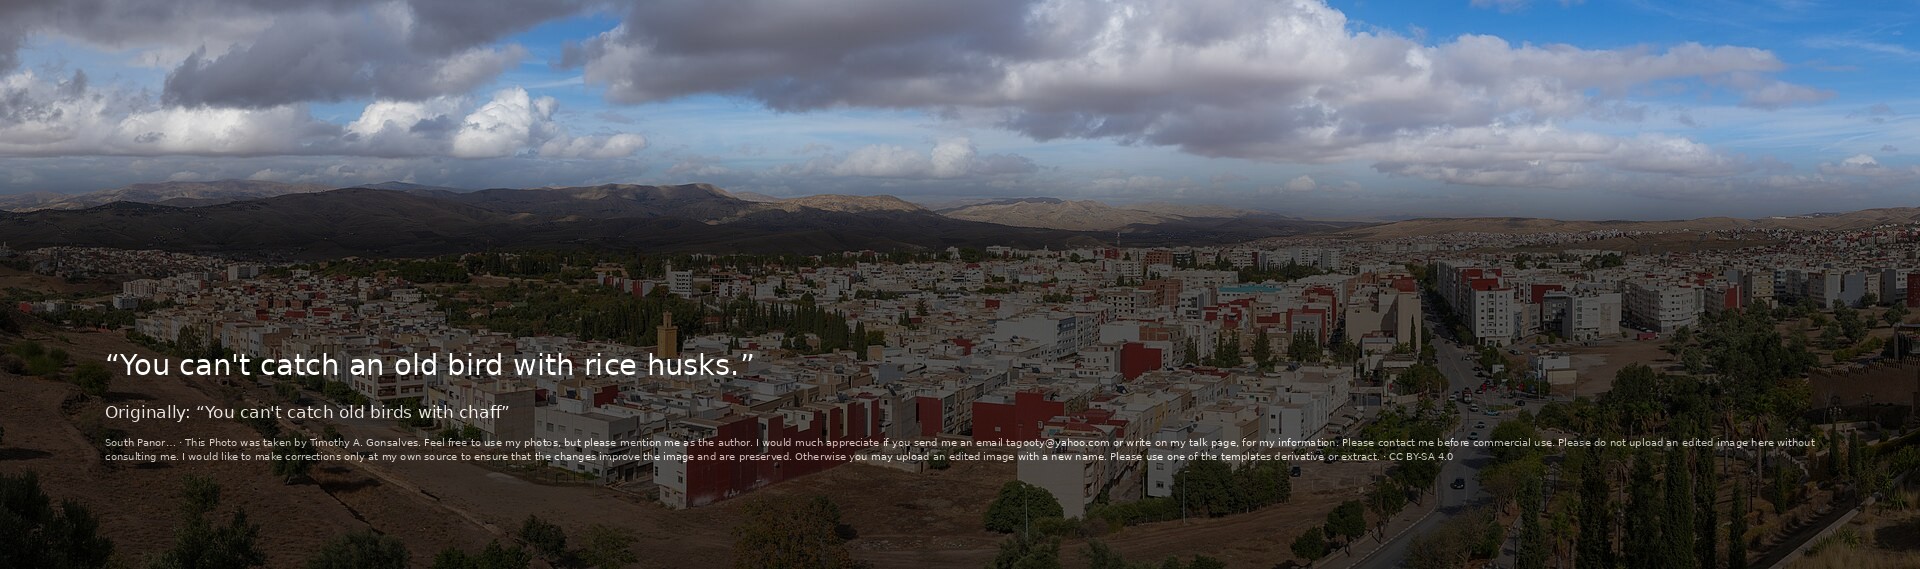 “You can't catch an old bird with rice husks.”
Originally: “You can't catch old birds with chaff”
South Panor... · This Photo was taken by Timothy A. Gonsalves. Feel free to use my photos, but please mention me as the author. I would much appreciate if you send me an email tagooty@yahoo.com or write on my talk page, for my information. Please contact me before commercial use. Please do not upload an edited image here without
consulting me. I would like to make corrections only at my own source to ensure that the changes improve the image and are preserved. Otherwise you may upload an edited image with a new name. Please use one of the templates derivative or extract. · CC BY-SA 4.0